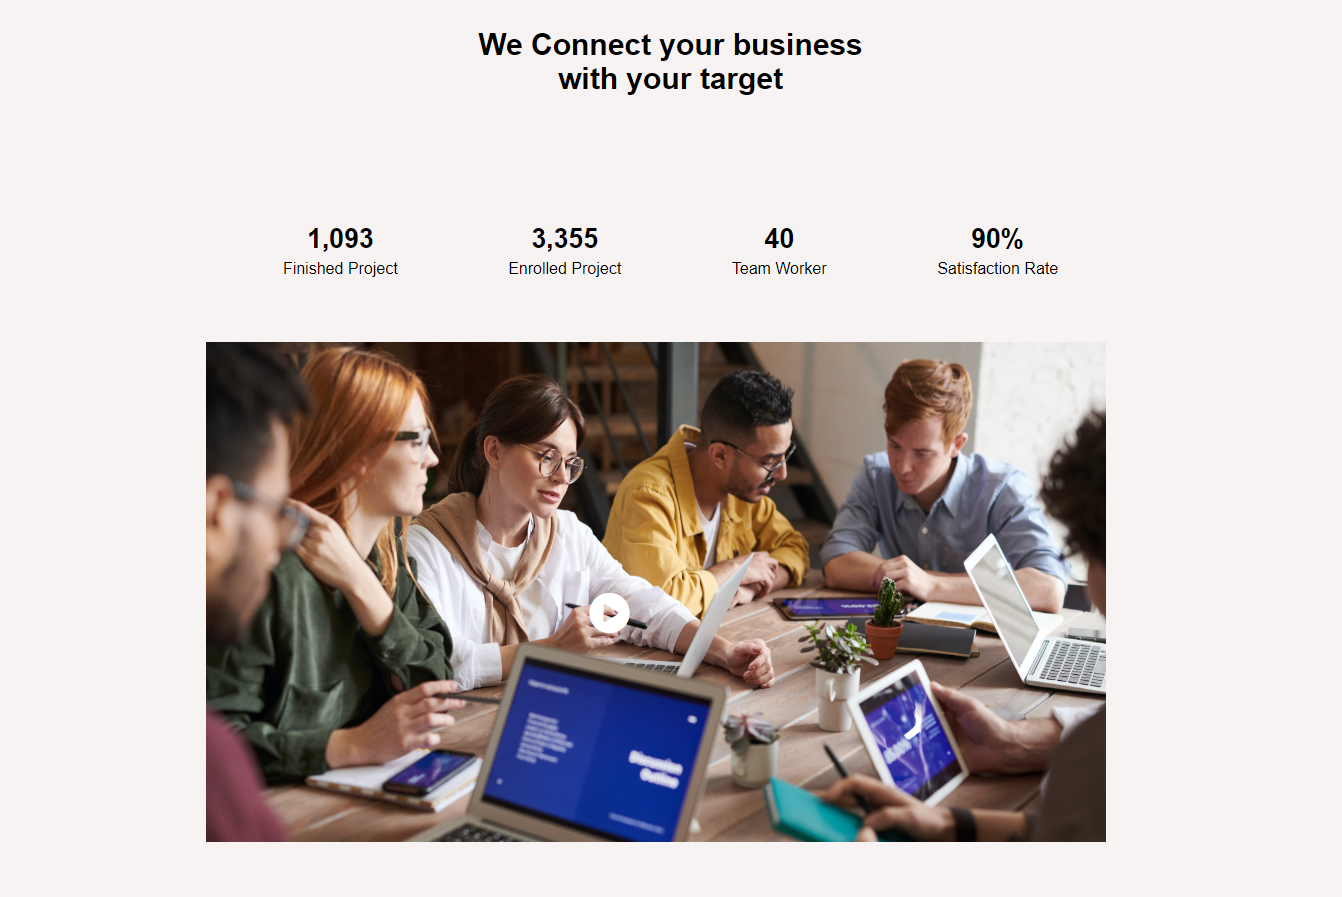 We Connect your business
with your target
1,093
3,355
40
90%
Finished Project
Enrolled Project
Team Worker
Satisfaction Rate
Discussion
Outline